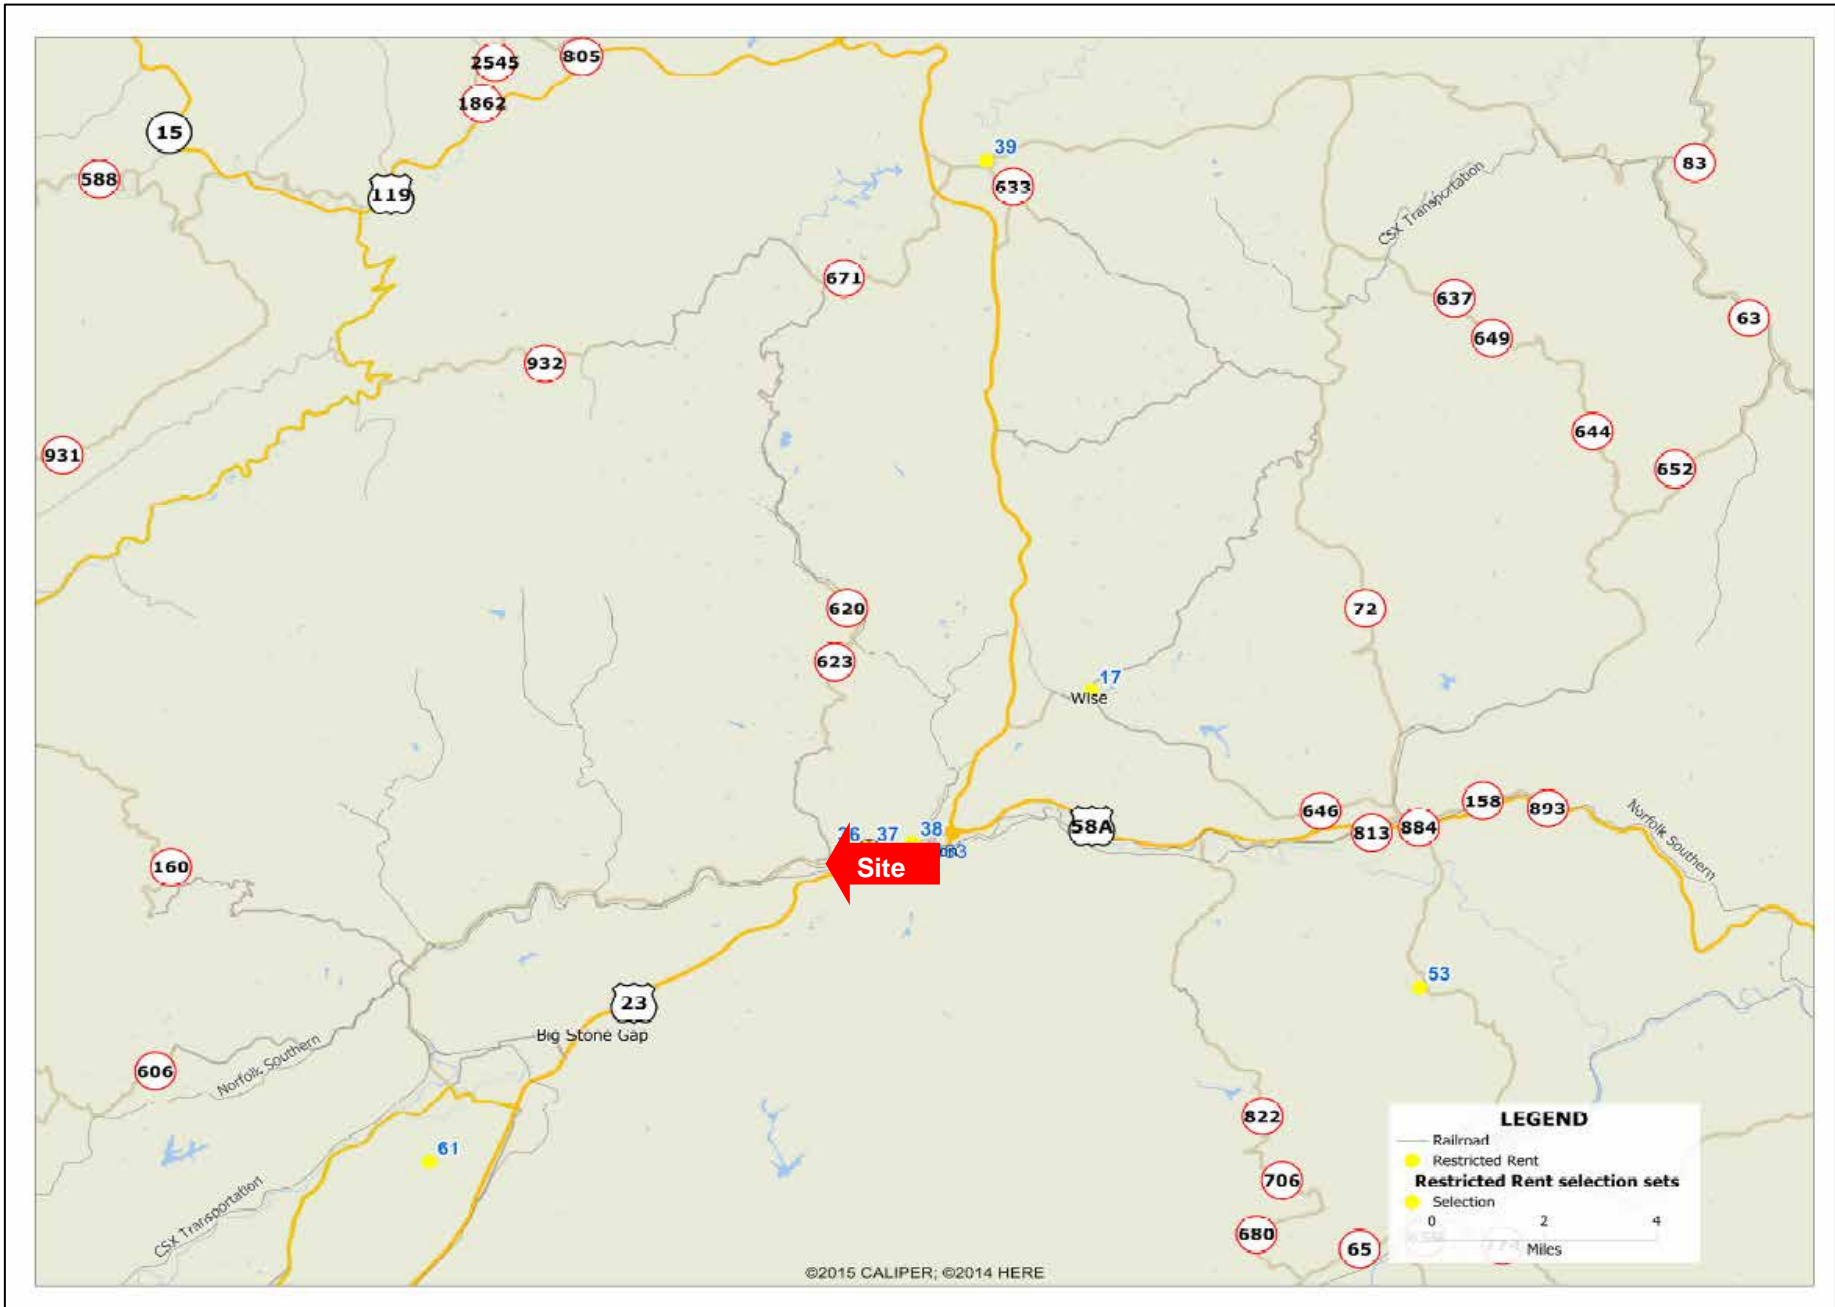 2545
805
1862
15
39
83
588
633
119
CSX Transportation
671
637
63
649
932
644
931
652
620
72
623
17
Wise
158
893
646
58A
813
884
Norfolk Southern
37
38
Site
160
53
23
Big Stone Gap
606
Norfolk Southern
822
LEGEND
Railroad
61
Restricted Rent
Restricted Rent selection sets
706
Selection
CSX Transportation
0 2 4
680
65
Miles
©2015 CALIPER; ©2014 HERE